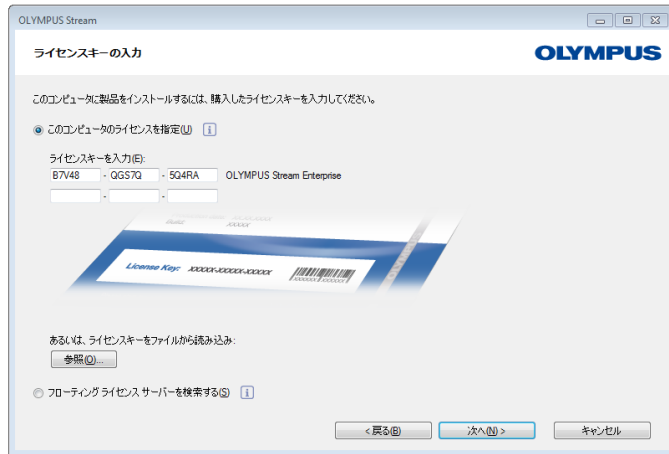 OLYMPUS Stream
ライセンスキーの入力
OLYMPUS
このコンピュータに製品をインストールするには、購入したライセンスキーを入力してください。
このコンピュータのライセンスを指定(U)
ライセンスキーを入力(E):
B7V48 - QGS7Q - 5Q4RA OLYMPUS Stream Enterprise
- -
XXXXX
License Key: XXXXX-XXXXX-XXXXX
あるいは、ライセンスキーをファイルから読み込み:
参照(O)...
フローティング ライセンス サーバーを検索する(S)
< 戻る(B) 次へ(N) > キャンセル